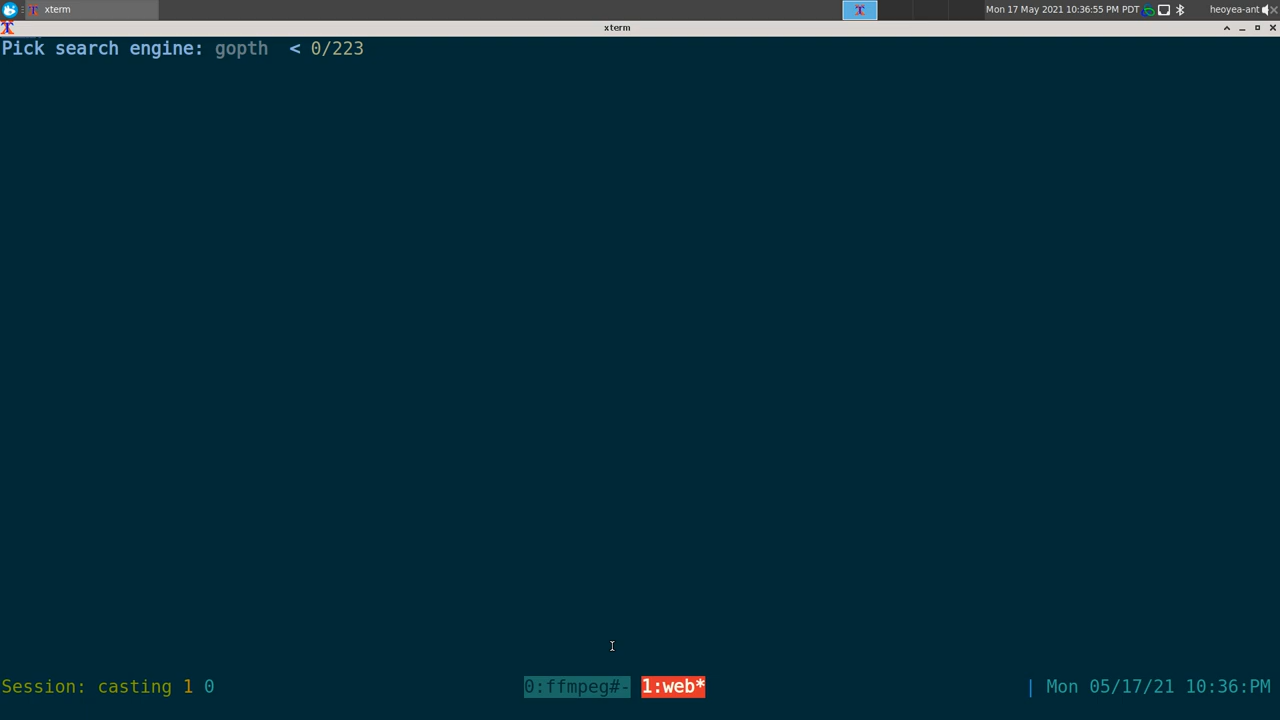 xterm
Mon 17 May 2021 10:36:55 PM PDT
heoyea-ant
xterm
Pick search engine: gopth < 0/223
Session: casting 1 0
0:ffmpeg#- 1:web*
| Mon 05/17/21 10:36:PM